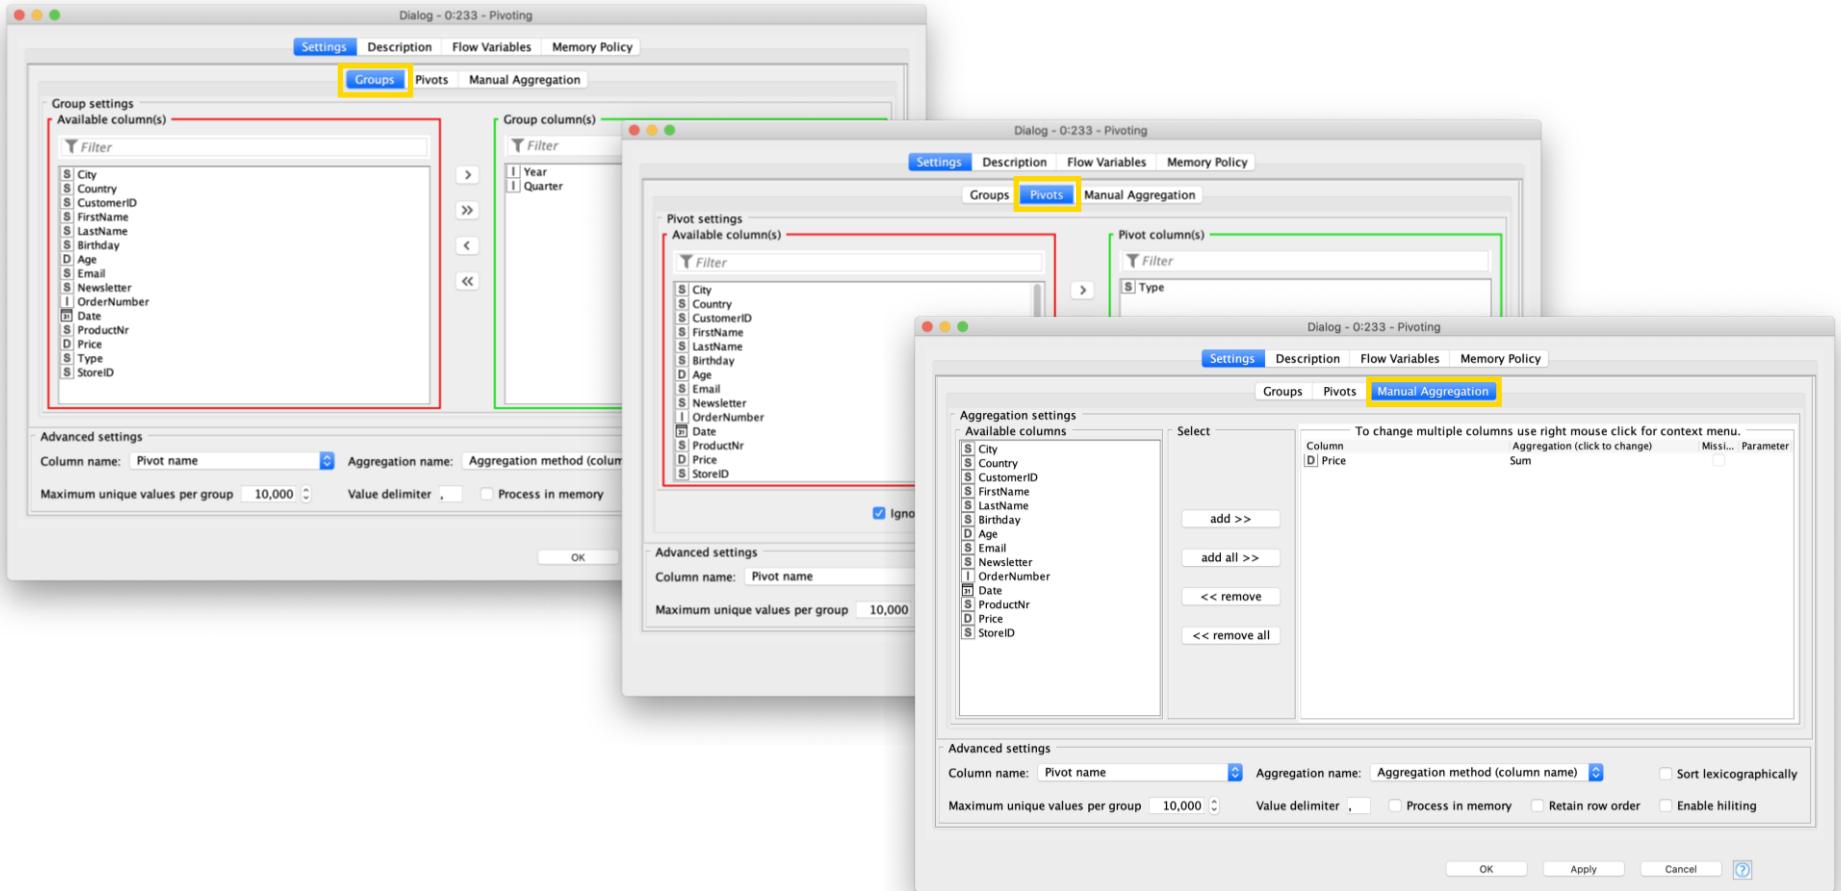 Dialog - 0:233 - Pivoting
Settings Description Flow Variables Memory Policy
Groups Pivots Manual Aggregation
Group settings
Available column(s)
Filter
S City
S Country
S CustomerID
S FirstName
S LastName
S Birthday
D Age
S Email
S Newsletter
I OrderNumber
31 Date
S ProductNr
D Price
S Type
S StoreID
>
>>
<
<<
Group column(s)
Filter
I Year
I Quarter
Advanced settings
Column name: Pivot name Aggregation name: Aggregation method (colum
Maximum unique values per group 10,000 Value delimiter , Process in memory
OK
Dialog - 0:233 - Pivoting
Settings Description Flow Variables Memory Policy
Groups Pivots Manual Aggregation
Pivot settings
Available column(s)
Filter
S City
S Country
S CustomerID
S FirstName
S LastName
S Birthday
D Age
S Email
S Newsletter
I OrderNumber
31 Date
S ProductNr
D Price
S StoreID
>
Pivot column(s)
Filter
S Type
Igno
Advanced settings
Column name: Pivot name
Maximum unique values per group 10,000
Dialog - 0:233 - Pivoting
Settings Description Flow Variables Memory Policy
Groups Pivots Manual Aggregation
Aggregation settings
Available columns
S City
S Country
S CustomerID
S FirstName
S LastName
S Birthday
D Age
S Email
S Newsletter
I OrderNumber
31 Date
S ProductNr
D Price
S StoreID
Select
add >>
add all >>
<< remove
<< remove all
To change multiple columns use right mouse click for context menu.
Column Aggregation (click to change) Missi... Parameter
D Price Sum
Advanced settings
Column name: Pivot name Aggregation name: Aggregation method (column name) Sort lexicographically
Maximum unique values per group 10,000 Value delimiter , Process in memory Retain row order Enable hiliting
OK Apply Cancel ?